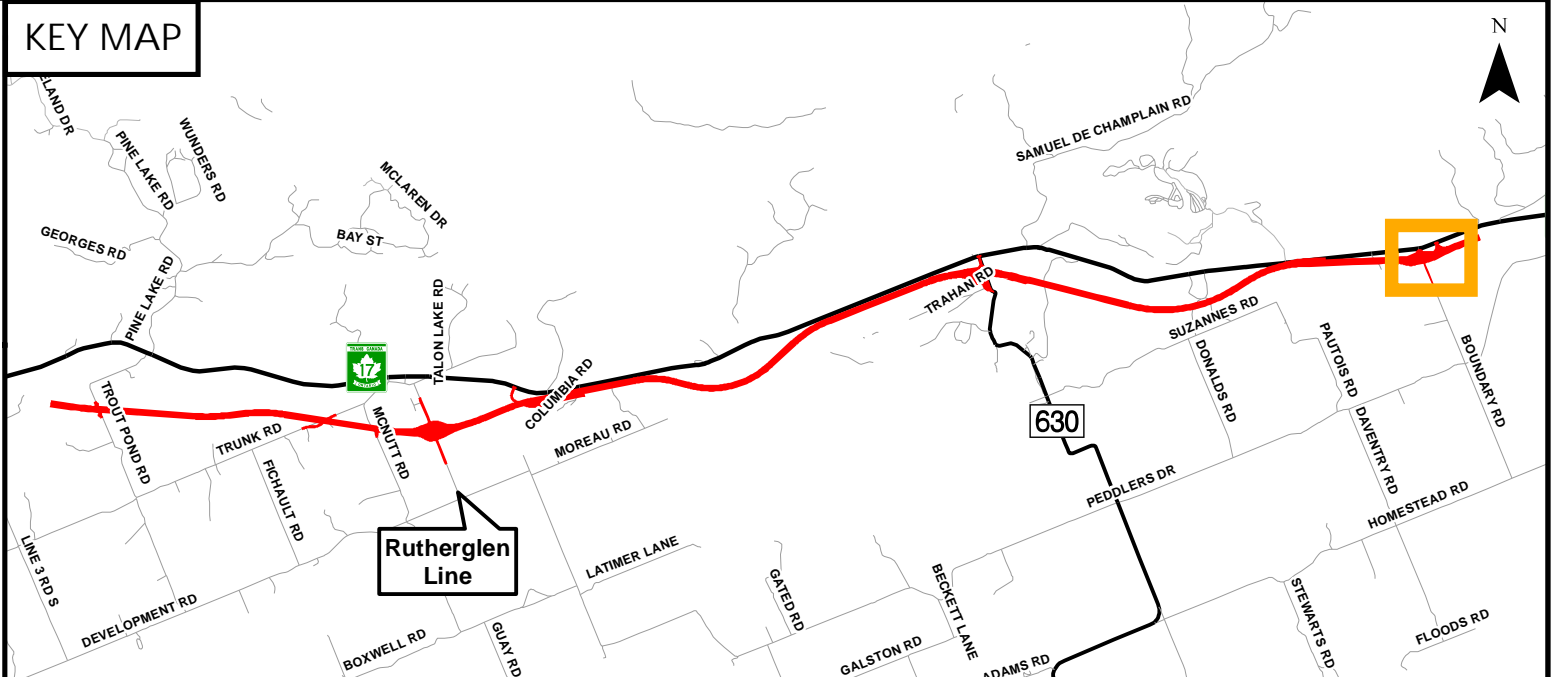 KEY MAP
N
ELAND DR
PINE LAKE RD
WUNDERS RD
MCLAREN DR
SAMUEL DE CHAMPLAIN RD
GEORGES RD
BAY ST
PINE LAKE RD
TALON LAKE RD
TRAHAN RD
SUZANNES RD
TRANS CANADA
17
ONTARIO
COLUMBIA RD
DONALDS RD
PAUTOIS RD
BOUNDARY RD
TROUT POND RD
TRUNK RD
MCNUTT RD
MOREAU RD
630
FICHAULT RD
PEDDLERS DR
DAVENTRY RD
HOMESTEAD RD
Rutherglen
Line
LINE 3 RD S
LATIMER LANE
DEVELOPMENT RD
GATED RD
BECKETT LANE
STEWARTS RD
FLOODS RD
BOXWELL RD
GUAY RD
GALSTON RD
ADAMS RD